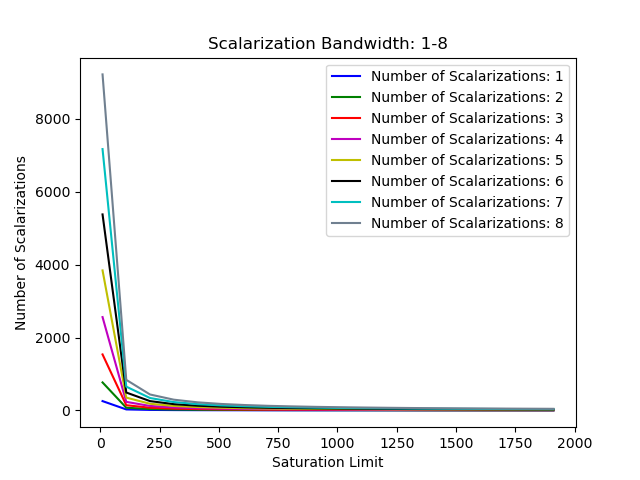 Scalarization Bandwidth: 1-8
Number of Scalarizations: 1
Number of Scalarizations: 2
Number of Scalarizations: 3
Number of Scalarizations: 4
Number of Scalarizations: 5
Number of Scalarizations: 6
Number of Scalarizations: 7
Number of Scalarizations: 8
Number of Scalarizations
8000
6000
4000
2000
0
0 250 500 750 1000 1250 1500 1750 2000
Saturation Limit